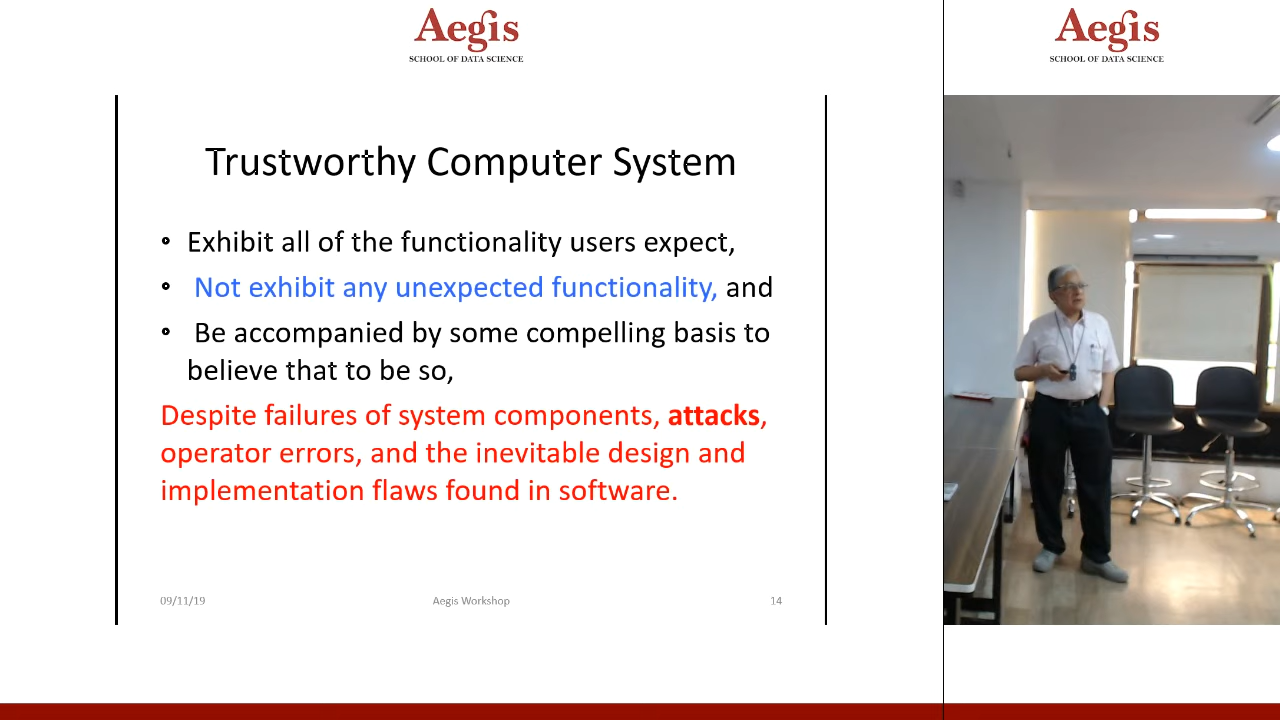 Aegis
SCHOOL OF DATA SCIENCE
Aegis
SCHOOL OF DATA SCIENCE
Trustworthy Computer System
• Exhibit all of the functionality users expect,
• Not exhibit any unexpected functionality, and
• Be accompanied by some compelling basis to
believe that to be so,
Despite failures of system components, attacks,
operator errors, and the inevitable design and
implementation flaws found in software.
09/11/19
Aegis Workshop
14